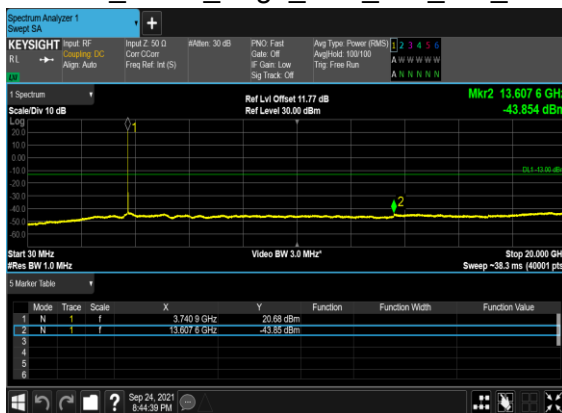 Spectrum Analyzer 1
Swept SA
KEYSIGHT
RL
Input: RF
Coupling: DC
Align: Auto
Input Z: 50 Ω
Corr CCorr
Freq Ref: Int (S)
#Atten: 30 dB
PNO: Fast
Gate: Off
IF Gain: Low
Sig Track: Off
Avg Type: Power (RMS)
Avg|Hold: 100/100
Trig: Free Run
1 2 3 4 5 6
A W W W W W
A N N N N N
1 Spectrum
Scale/Div 10 dB
Ref Lvl Offset 11.77 dB
Ref Level 30.00 dBm
Mkr2 13.607 6 GHz
-43.854 dBm
Log
20.0
10.0
0.00
-10.0
-20.0
-30.0
-40.0
-50.0
-60.0
1
2
DL1 -13.00 dBm
Start 30 MHz
#Res BW 1.0 MHz
Video BW 3.0 MHz*
Stop 20.000 GHz
Sweep ~38.3 ms (40001 pts)
5 Marker Table
Mode Trace Scale X Y Function Function Width Function Value
1 N 1 f 3.740 9 GHz 20.68 dBm
2 N 1 f 13.607 6 GHz -43.85 dBm
3
4
5
6
?
Sep 24, 2021
8:44:39 PM